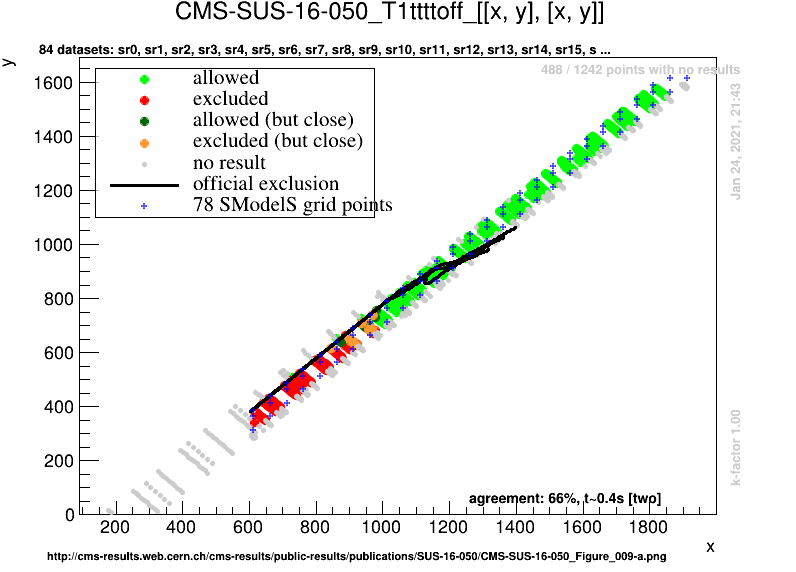 CMS-SUS-16-050_T1ttttoff_[[x, y], [x, y]]
84 datasets: sr0, sr1, sr2, sr3, sr4, sr5, sr6, sr7, sr8, sr9, sr10, sr11, sr12, sr13, sr14, sr15, s ...
y
488 / 1242 points with no results
allowed
excluded
allowed (but close)
excluded (but close)
no result
official exclusion
78 SModelS grid points
Jan 24, 2021, 21:43
k-factor 1.00
1600
1400
1200
1000
800
600
400
200
0
agreement: 66%, t~0.4s [two]
200 400 600 800 1000 1200 1400 1600 1800
x
http://cms-results.web.cern.ch/cms-results/public-results/publications/SUS-16-050/CMS-SUS-16-050_Figure_009-a.png